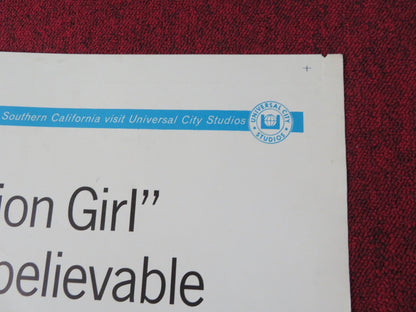 Southern California visit Universal City Studios
UNIVERSAL CITY
STUDIOS
ion Girl”
believable